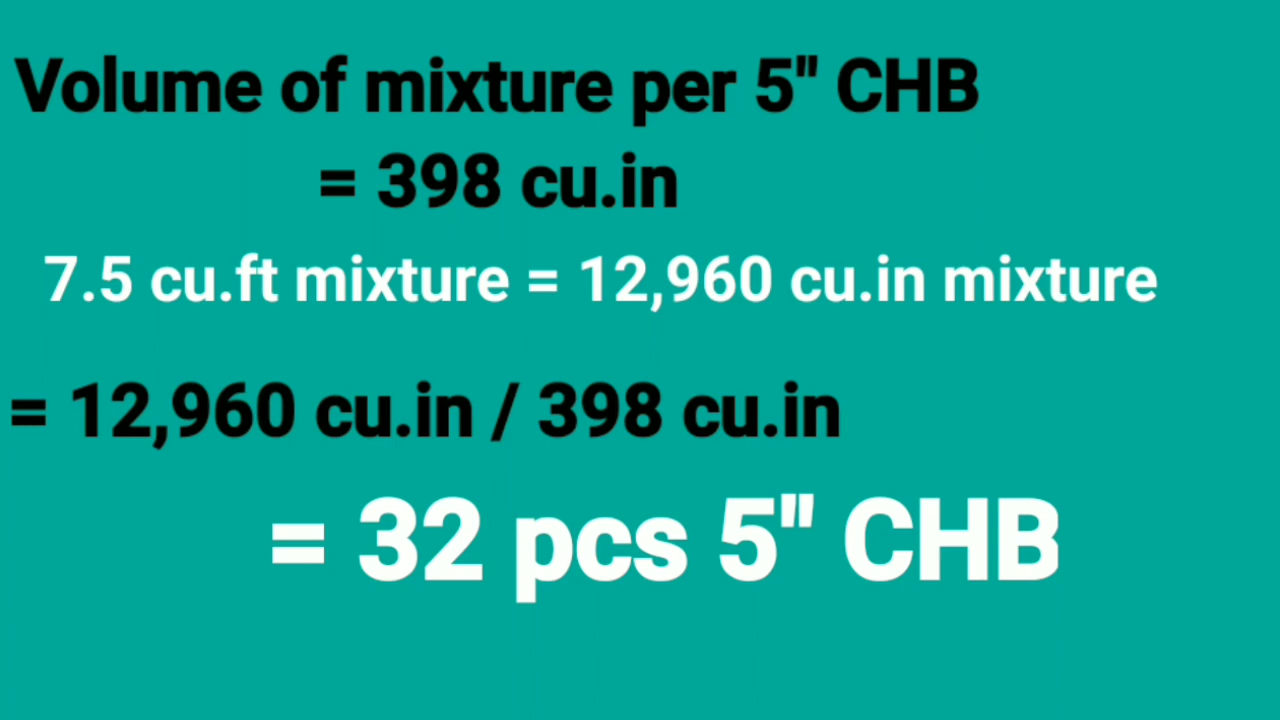 Volume of mixture per 5" CHB
= 398 cu.in
7.5 cu.ft mixture = 12,960 cu.in mixture
= 12,960 cu.in / 398 cu.in
= 32 pcs 5" CHB